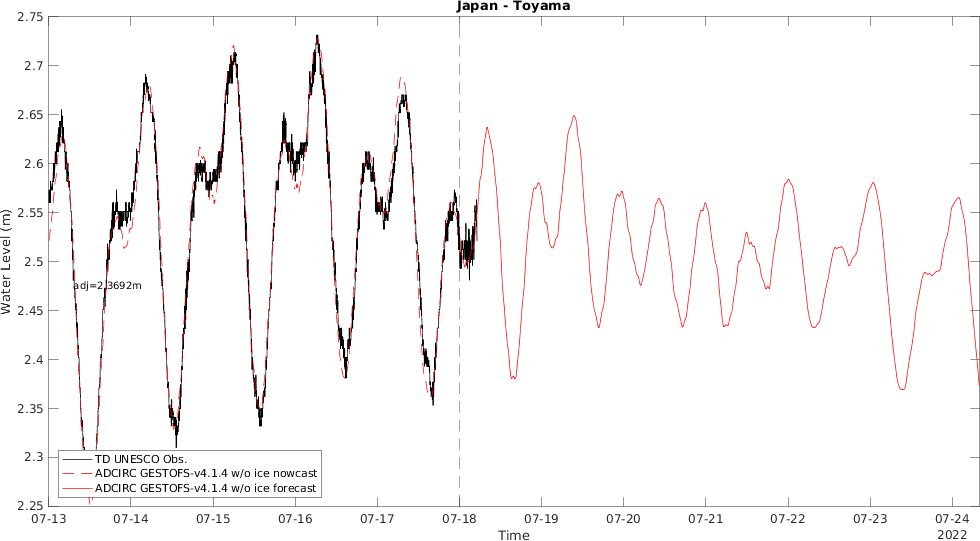 Japan - Toyama
2.75
2.7
2.65
2.6
2.55
2.5
2.45
2.4
2.35
2.3
2.25
Water Level (m)
adj=2.3692m
TD UNESCO Obs.
ADCIRC GESTOFS-v4.1.4 w/o ice nowcast
ADCIRC GESTOFS-v4.1.4 w/o ice forecast
07-13 07-14 07-15 07-16 07-17 07-18 07-19 07-20 07-21 07-22 07-23 07-24
Time 2022